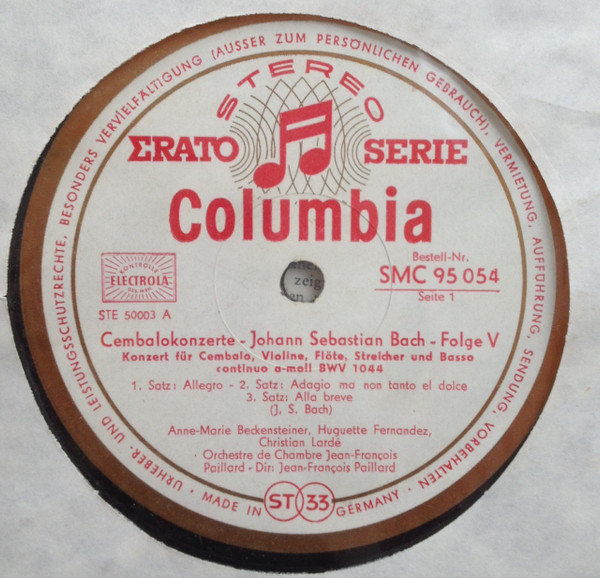 URHEBER- UND LEISTUNGSSCHUTZRECHTE, BESONDERS VERVIELFÄLTIGUNG (AUSSER ZUM PERSÖNLICHEN GEBRAUCH), VERMIETUNG, AUFFÜHRUNG, SENDUNG, VORBEHALTEN ·
STEREO
ΣRATO SERIE
Columbia
KONTROLLE
ELECTROLA
Bestell-Nr.
SMC 95 054
Seite 1
STE 50003 A
zeig
Cembalokonzerte - Johann Sebastian Bach - Folge V
Konzert für Cembalo, Violine, Flöte, Streicher und Basso
continuo a-moll BWV 1044
1. Satz: Allegro - 2. Satz: Adagio ma non tanto el dolce
3. Satz: Alla breve
(J. S. Bach)
Anne-Marie Beckensteiner, Huguette Fernandez,
Christian Lardé
Orchestre de Chambre Jean-François
Paillard - Dir: Jean-François Paillard
· MADE IN ST 33 GERMANY ·